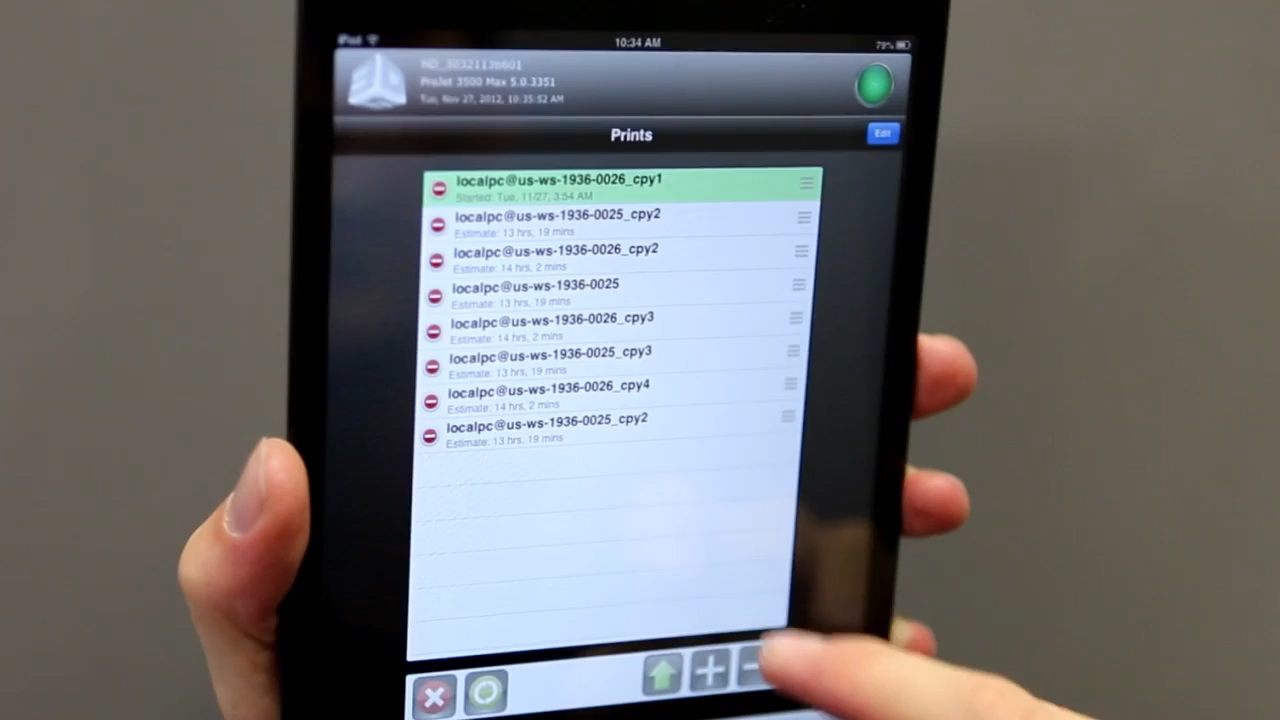 iPad
10:34 AM
79%
ProJet 3500 Max 5.0.3351
Tue, Nov 27, 2012, 10:35:52 AM
Prints
Edit
localpc@us-ws-1936-0026_cpy1
Started: Tue, 11/27, 3:54 AM
localpc@us-ws-1936-0025_cpy2
Estimate: 13 hrs, 19 mins
localpc@us-ws-1936-0026_cpy2
Estimate: 14 hrs, 2 mins
localpc@us-ws-1936-0025
Estimate: 13 hrs, 19 mins
localpc@us-ws-1936-0026_cpy3
Estimate: 14 hrs, 2 mins
localpc@us-ws-1936-0025_cpy3
Estimate: 13 hrs, 19 mins
localpc@us-ws-1936-0026_cpy4
Estimate: 14 hrs, 2 mins
localpc@us-ws-1936-0025_cpy2
Estimate: 13 hrs, 19 mins